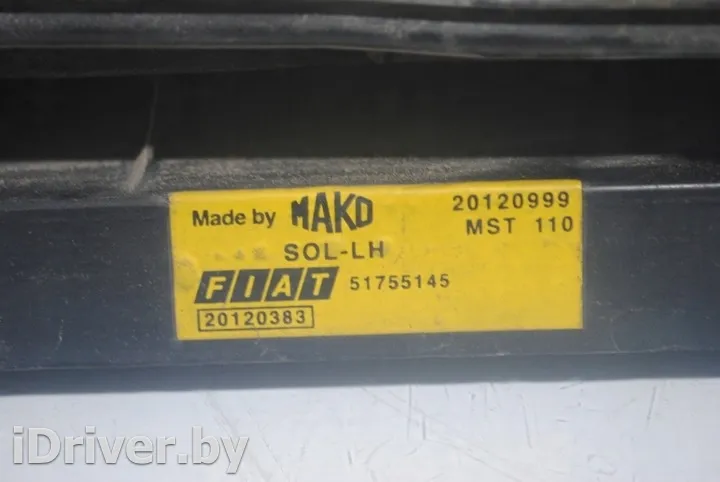 Made by MAKO 20120999
MST 110
SOL-LH
FIAT 51755145
20120383
iDriver.by